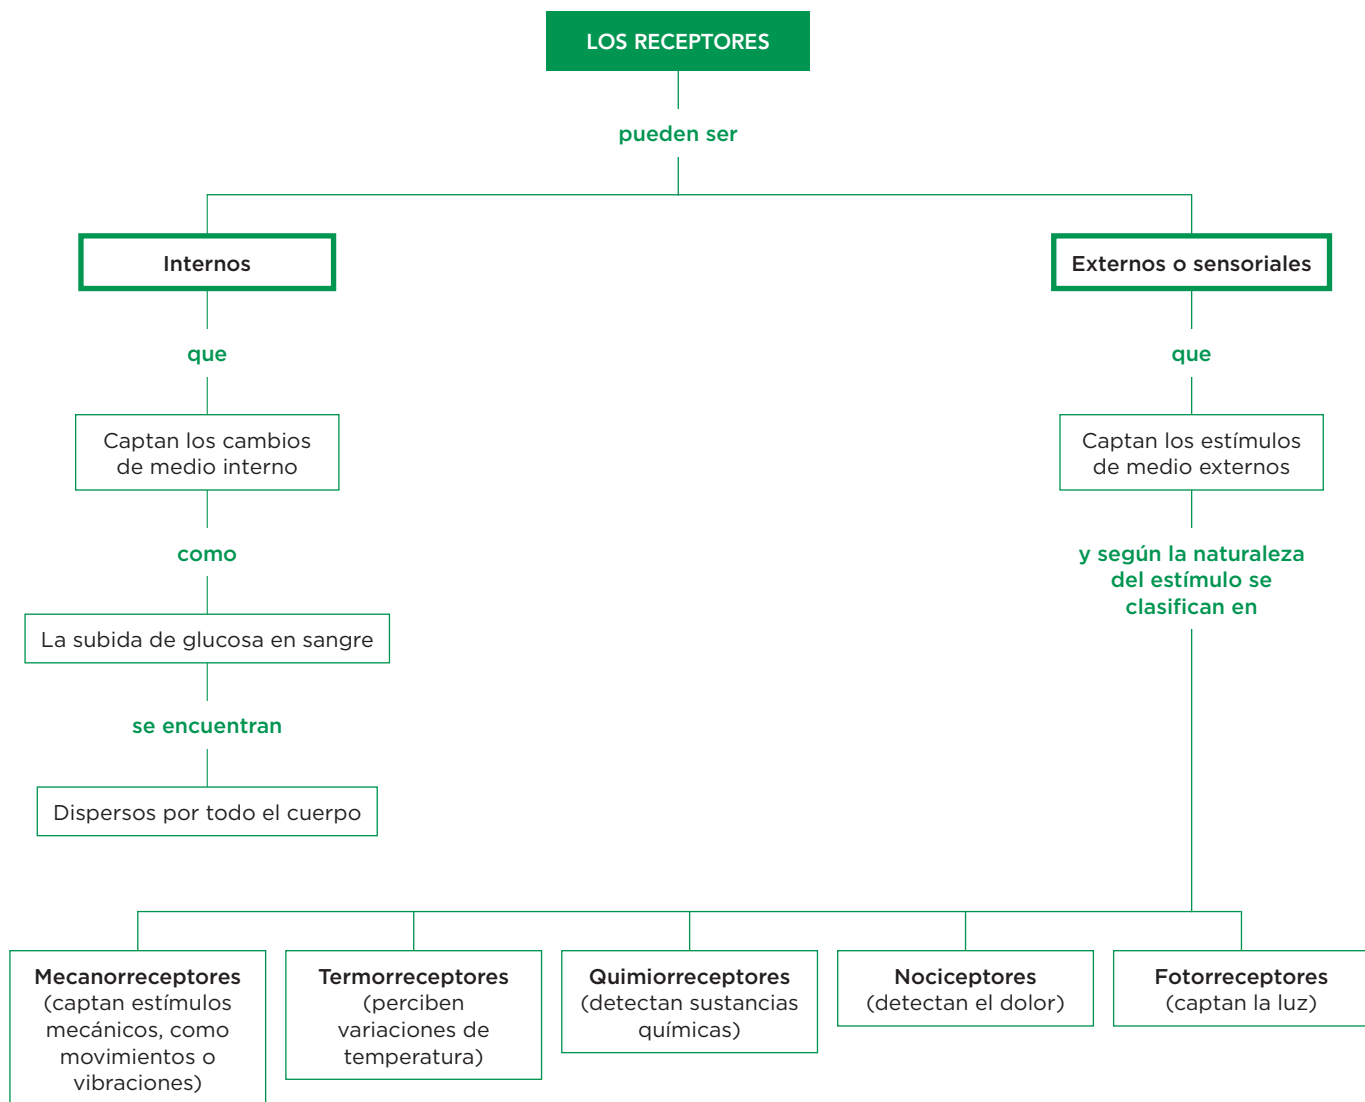 LOS RECEPTORES
pueden ser
Internos
Externos o sensoriales
que
que
Captan los cambios
de medio interno
Captan los estímulos
de medio externos
como
y según la naturaleza
del estímulo se
clasifican en
La subida de glucosa en sangre
se encuentran
Dispersos por todo el cuerpo
Mecanorreceptores
(captan estímulos
mecánicos, como
movimientos o
vibraciones)
Termorreceptores
(perciben
variaciones de
temperatura)
Quimiorreceptores
(detectan sustancias
químicas)
Nociceptores
(detectan el dolor)
Fotorreceptores
(captan la luz)